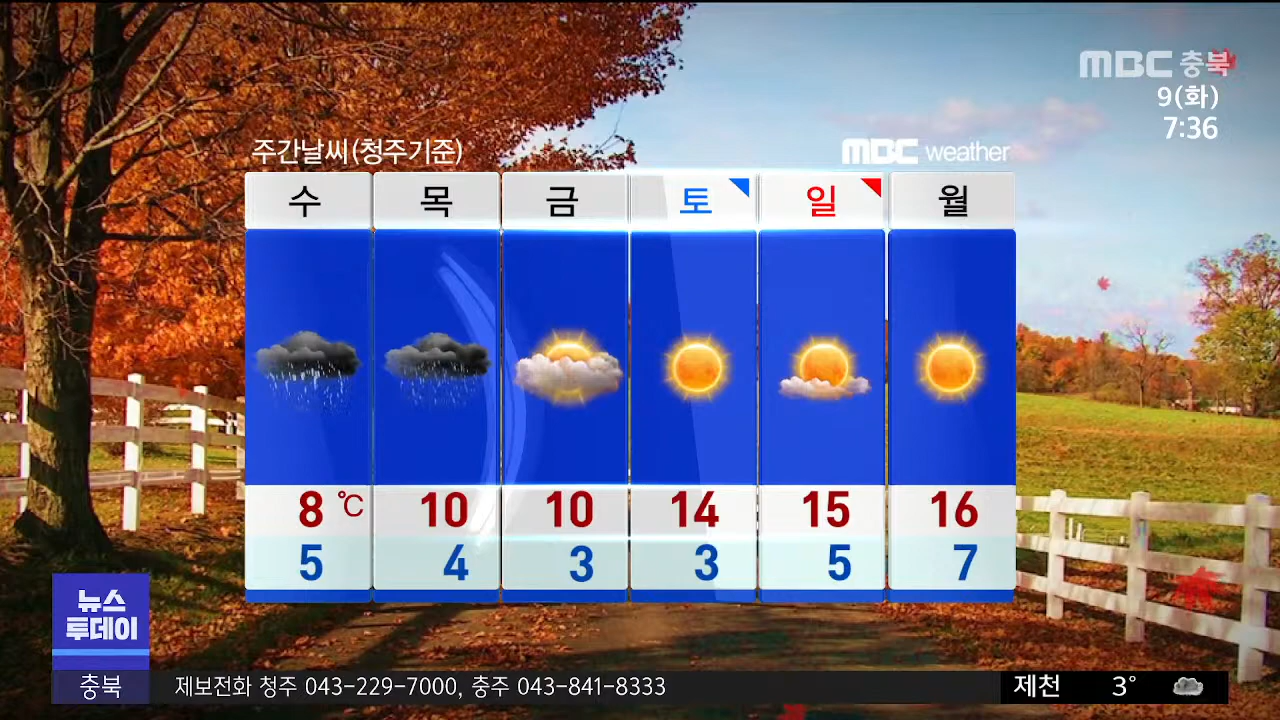 MBC 충북
9(화)
7:36
주간날씨(청주기준)
MBC weather
수 목 금 토 일 월
8℃ 10 10 14 15 16
5 4 3 3 5 7
뉴스
투데이
충북 제보전화 청주 043-229-7000, 충주 043-841-8333 제천 3°